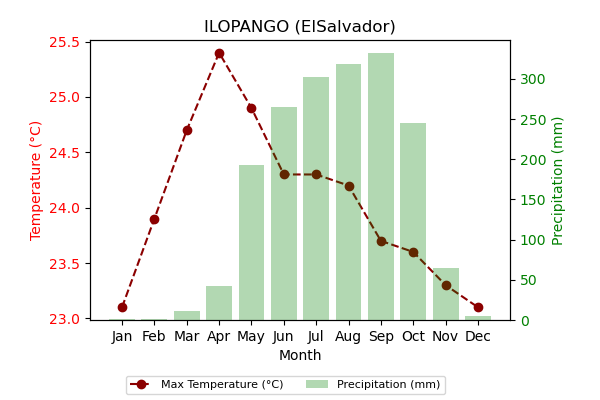 ILOPANGO (ElSalvador)
25.5
25.0
24.5
24.0
23.5
23.0
Temperature (°C)
300
250
200
150
100
50
0
Precipitation (mm)
Jan Feb Mar Apr May Jun Jul Aug Sep Oct Nov Dec
Month
Max Temperature (°C) Precipitation (mm)